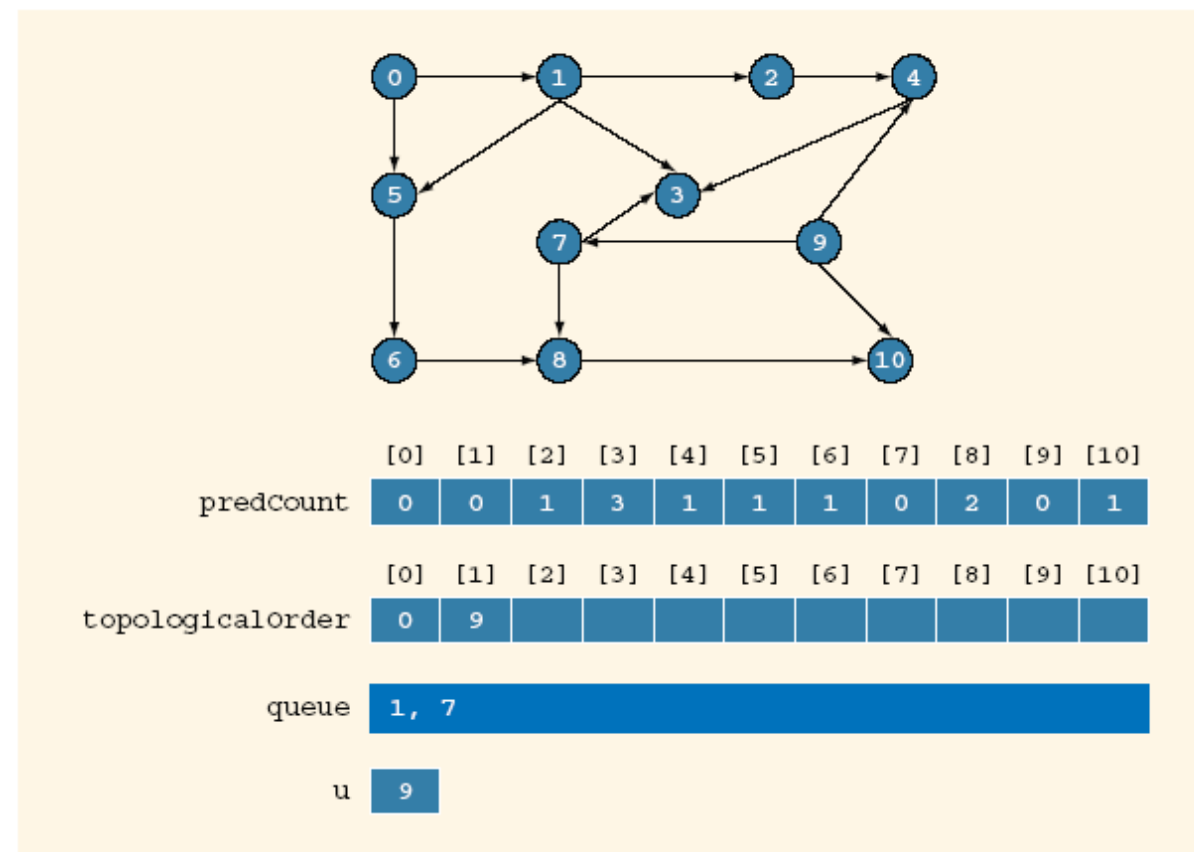 0 1 2 4
5 3
7 9
6 8 10
[0] [1] [2] [3] [4] [5] [6] [7] [8] [9] [10]
predCount 0 0 1 3 1 1 1 0 2 0 1
[0] [1] [2] [3] [4] [5] [6] [7] [8] [9] [10]
topologicalOrder 0 9
queue 1, 7
u 9